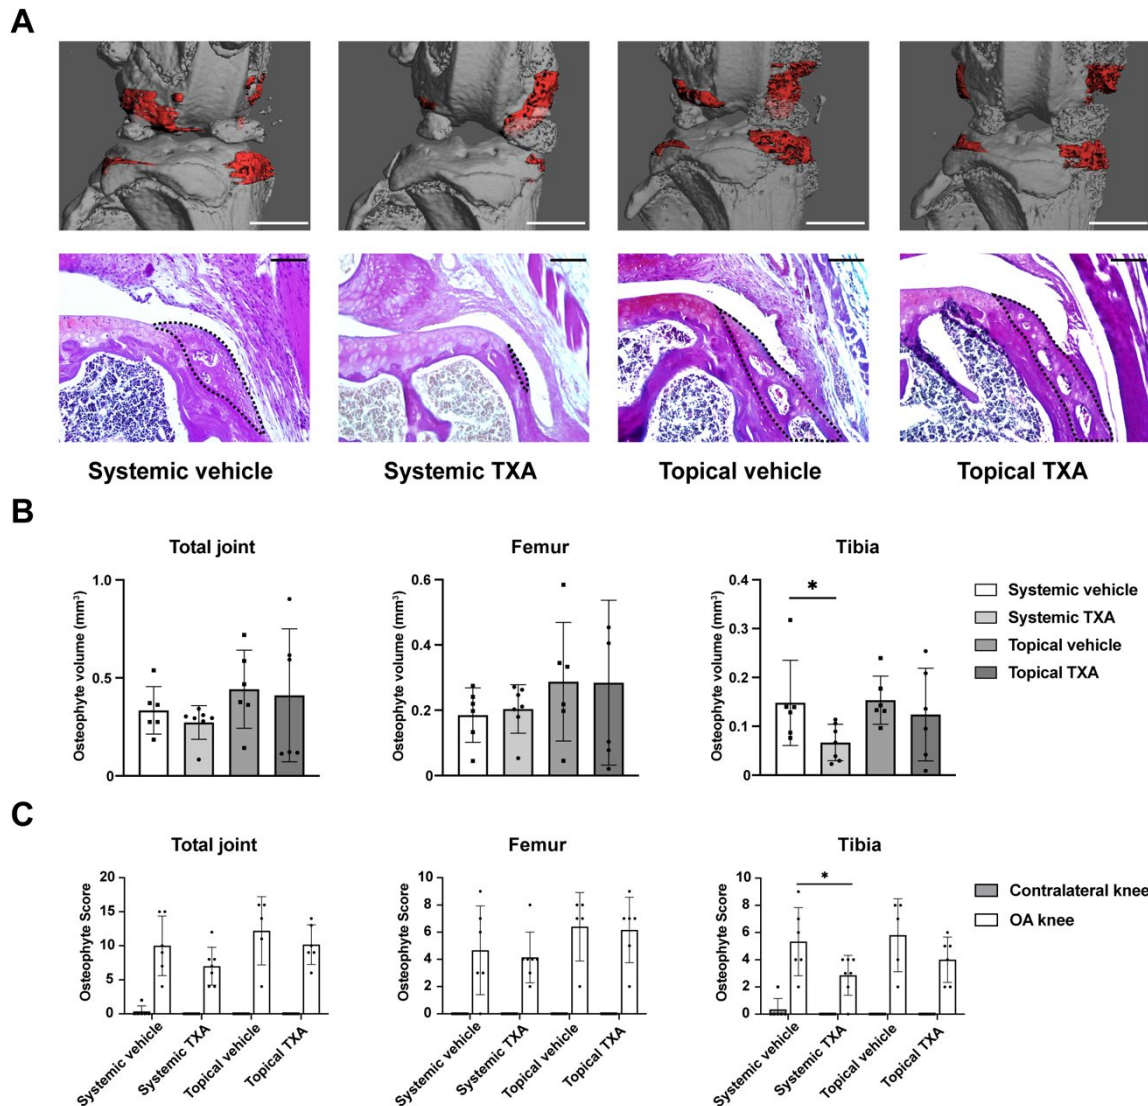 A
Systemic vehicle
Systemic TXA
Topical vehicle
Topical TXA
B
Total joint
Osteophyte volume (mm³)
1.0
0.5
0
Femur
Osteophyte volume (mm³)
0.6
0.4
0.2
0
Tibia
Osteophyte volume (mm³)
0.4
0.3
0.2
0.1
0
*
Systemic vehicle
Systemic TXA
Topical vehicle
Topical TXA
C
Total joint
Osteophyte Score
20
15
10
5
0
Systemic vehicle
Systemic TXA
Topical vehicle
Topical TXA
Femur
Osteophyte Score
10
8
6
4
2
0
Systemic vehicle
Systemic TXA
Topical vehicle
Topical TXA
Tibia
Osteophyte Score
10
8
6
4
2
0
*
Systemic vehicle
Systemic TXA
Topical vehicle
Topical TXA
Contralateral knee
OA knee